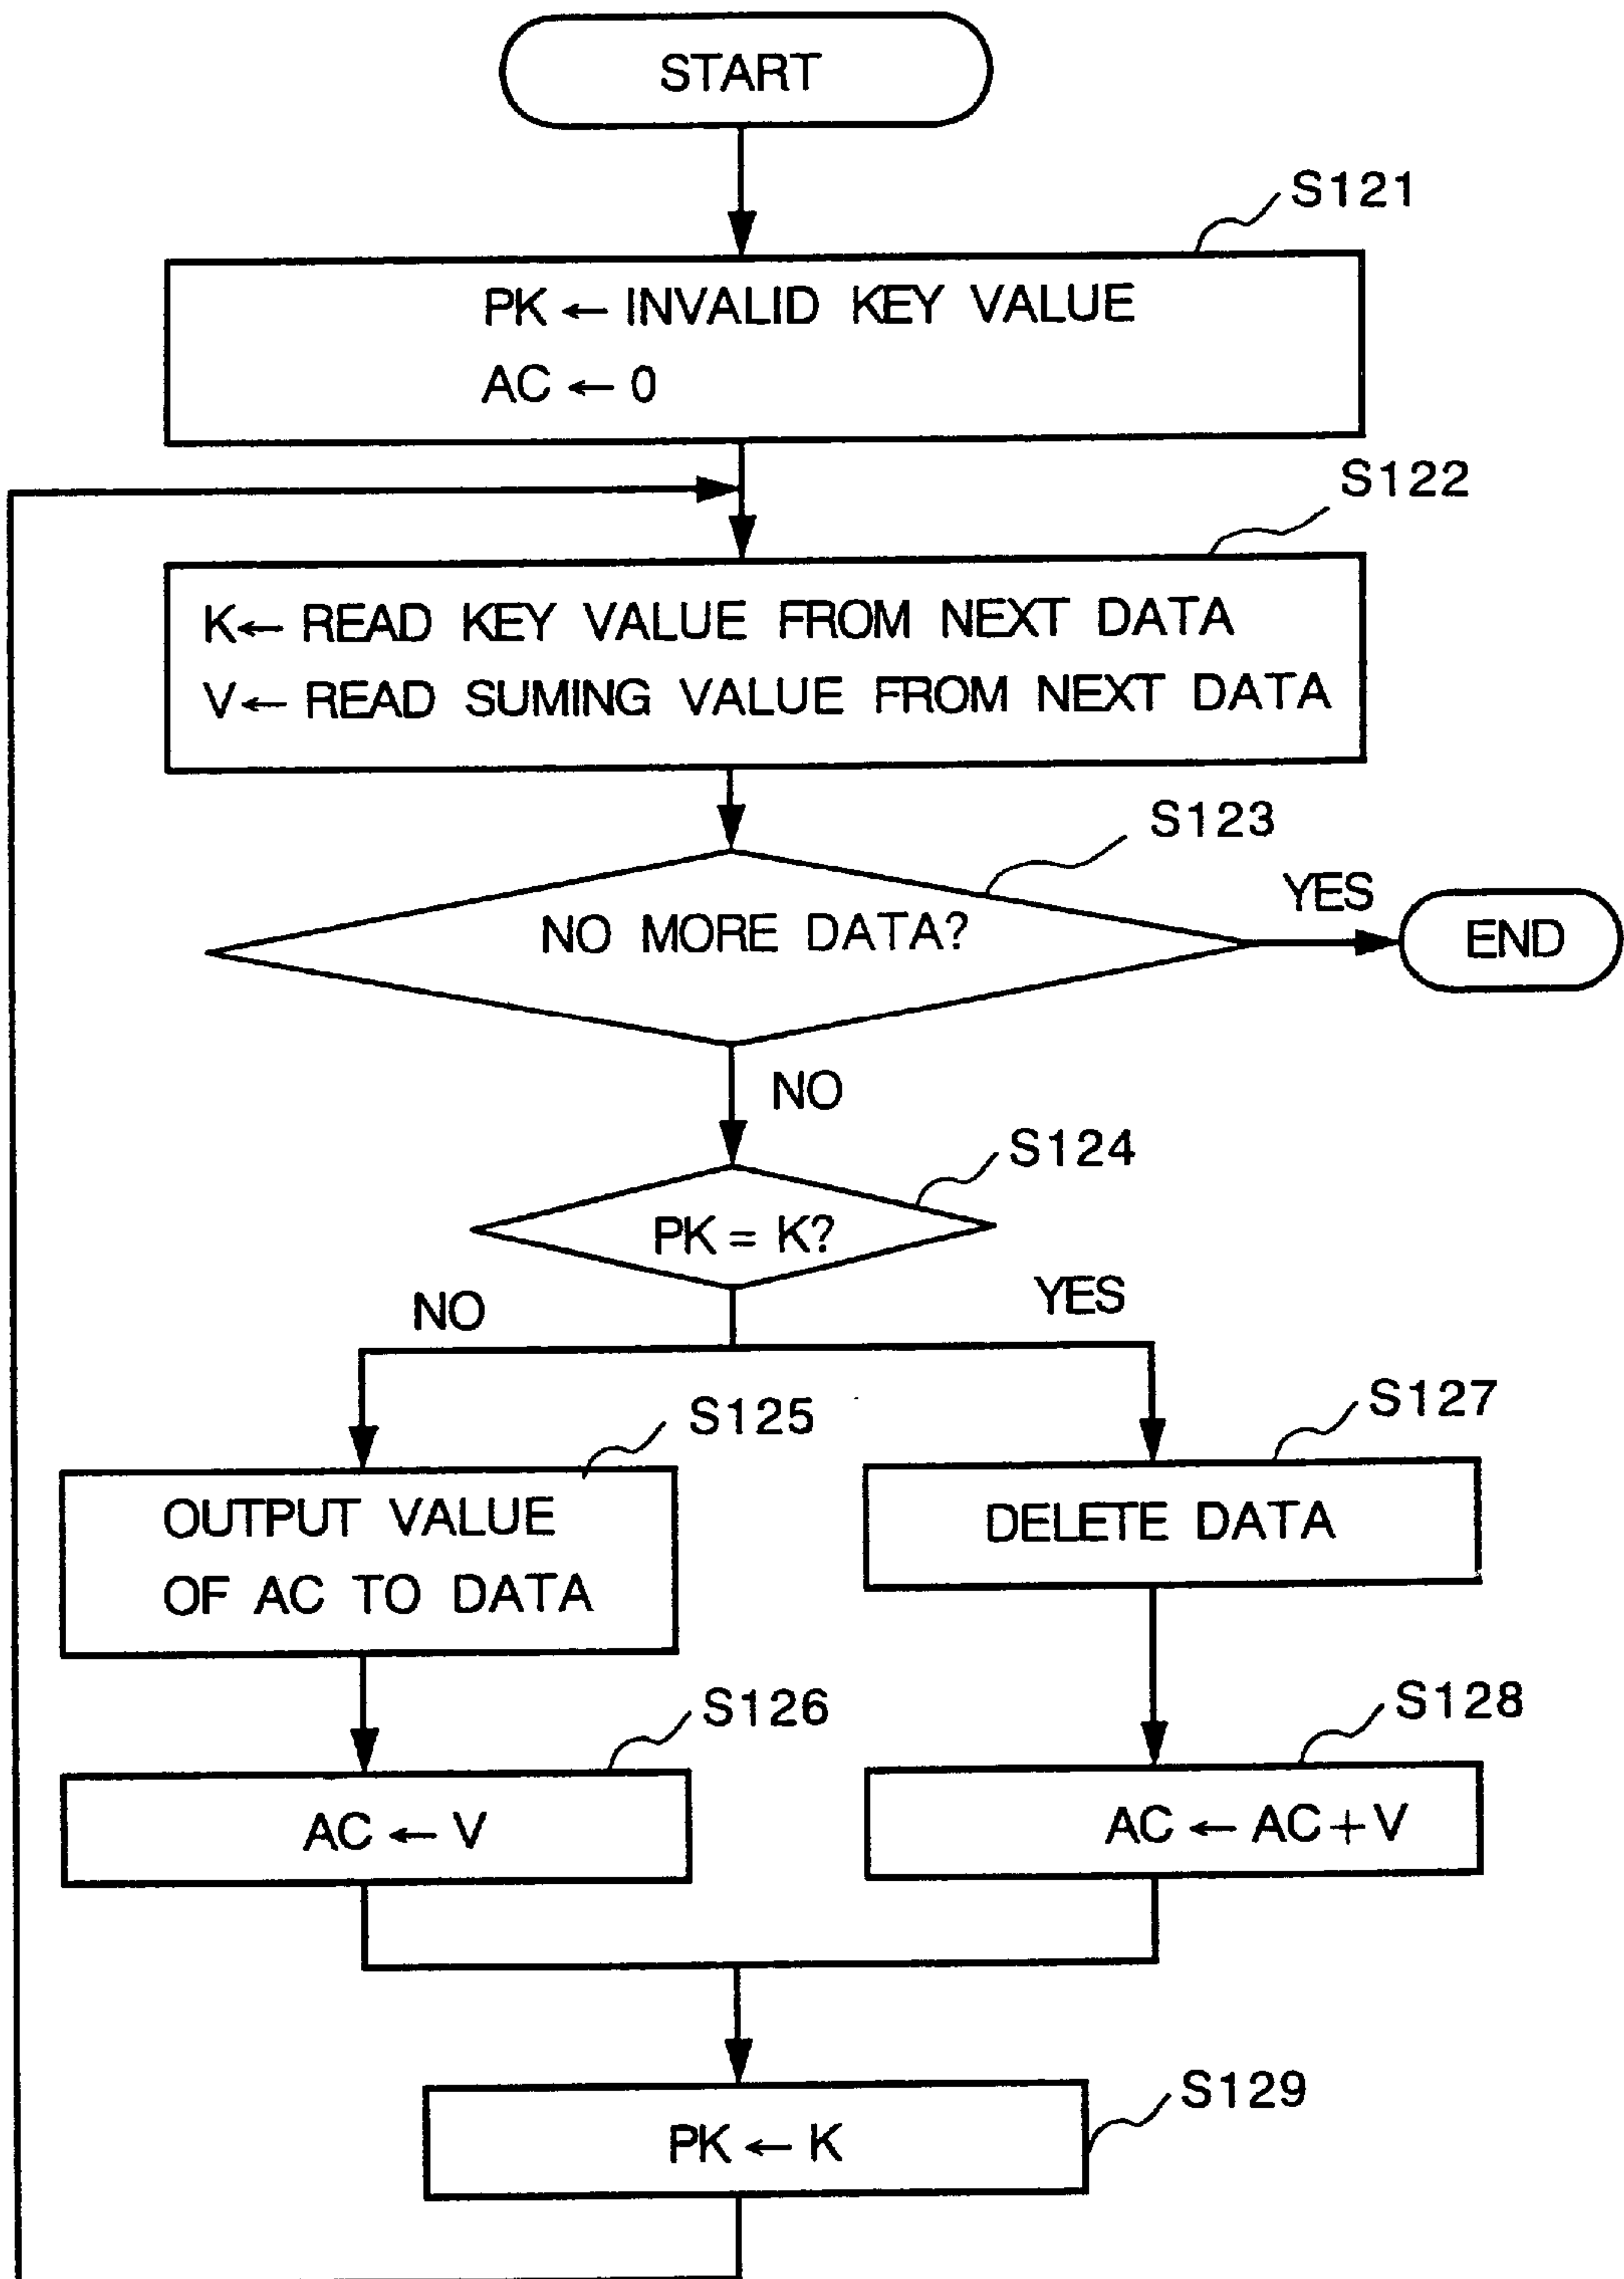 START
S121
PK ← INVALID KEY VALUE
AC ← 0
S122
K ← READ KEY VALUE FROM NEXT DATA
V ← READ SUMING VALUE FROM NEXT DATA
S123
NO MORE DATA?
YES
END
NO
S124
PK = K?
NO
YES
S125
OUTPUT VALUE
OF AC TO DATA
S127
DELETE DATA
S126
AC ← V
S128
AC ← AC + V
S129
PK ← K